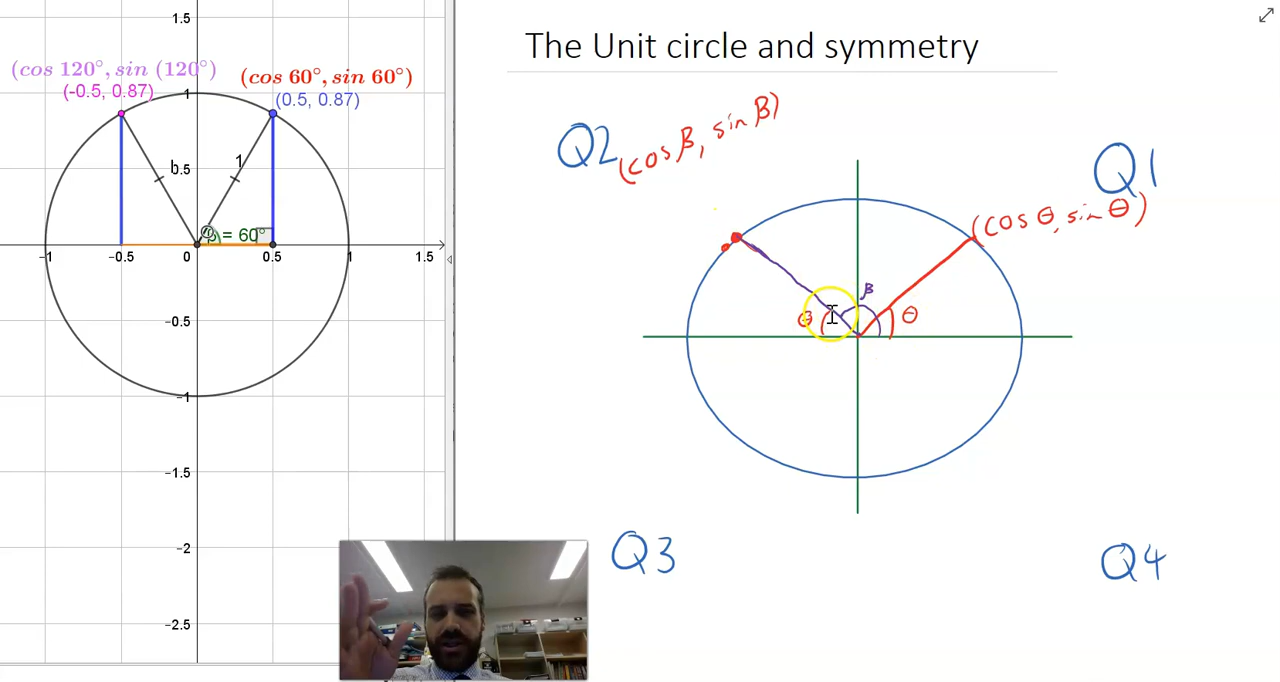 The Unit circle and symmetry
(cos 120°, sin (120°)
(-0.5, 0.87)
(cos 60°, sin 60°)
(0.5, 0.87)
1.5
1
0.5
-1
-0.5
0
0.5
1
1.5
-0.5
-1
-1.5
-2
-2.5
b
1
= 60°
Q2
(cos β, sin β)
Q1
(cos θ, sin θ)
β
θ
θ
Q3
Q4